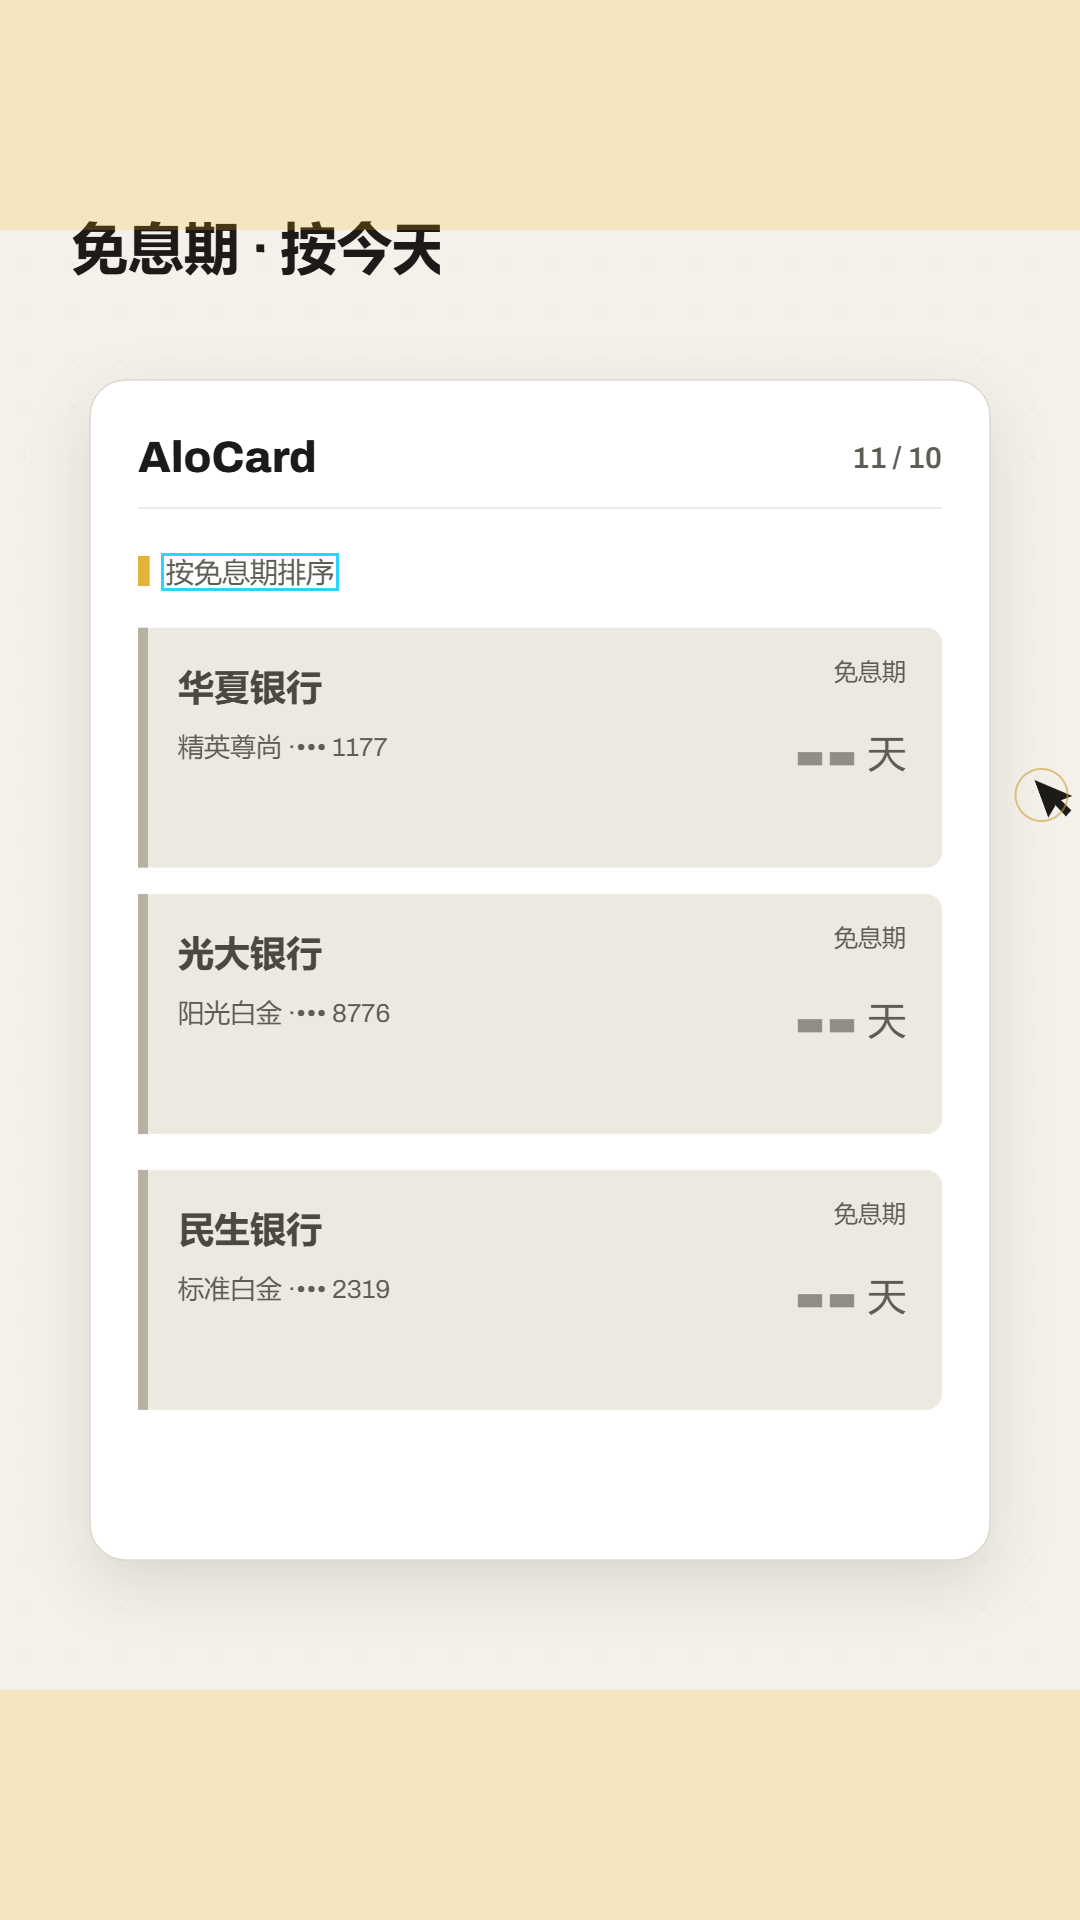 免息期 · 按今天
AloCard
11 / 10
按免息期排序
华夏银行
免息期
精英尊尚 ·••• 1177
-- 天
光大银行
免息期
阳光白金 ·••• 8776
-- 天
民生银行
免息期
标准白金 ·••• 2319
-- 天